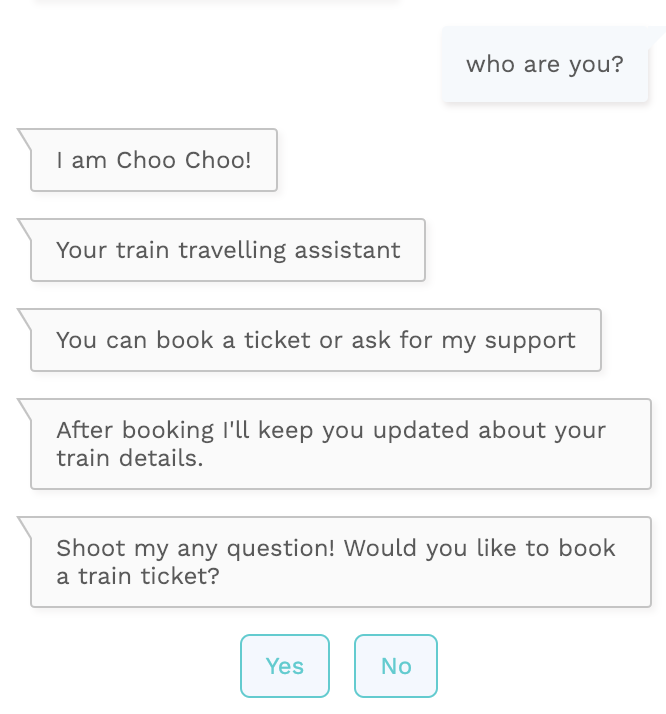 who are you?
I am Choo Choo!
Your train travelling assistant
You can book a ticket or ask for my support
After booking I'll keep you updated about your
train details.
Shoot my any question! Would you like to book
a train ticket?
Yes
No